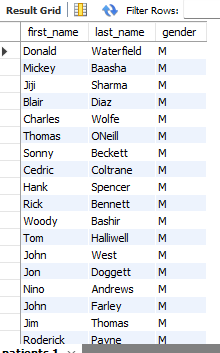 Result Grid Filter Rows:
first_name last_name gender
Donald Waterfield M
Mickey Baasha M
Jiji Sharma M
Blair Diaz M
Charles Wolfe M
Thomas ONeill M
Sonny Beckett M
Cedric Coltrane M
Hank Spencer M
Rick Bennett M
Woody Bashir M
Tom Halliwell M
John West M
Jon Doggett M
Nino Andrews M
John Farley M
Jim Thomas M
Roderick Payne M
patients 1